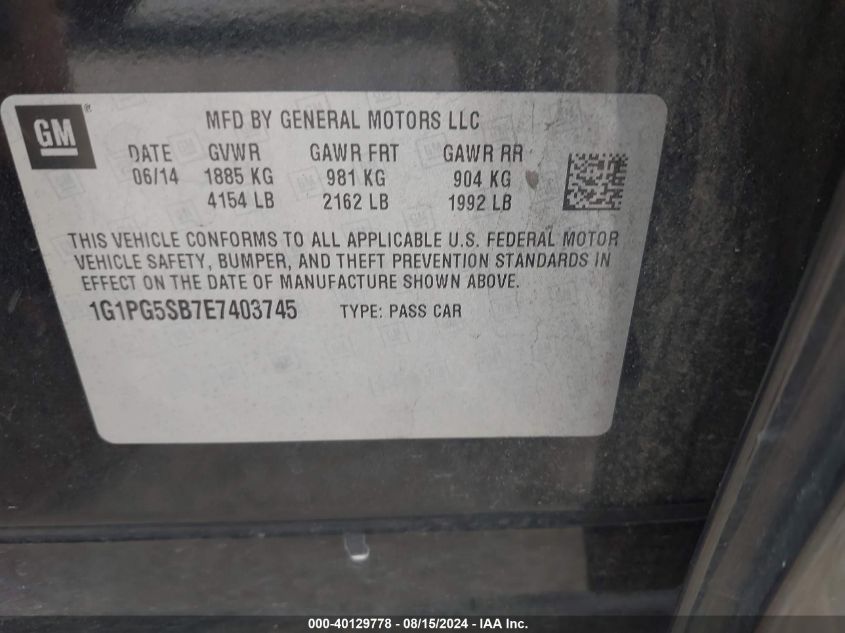 GM ®
MFD BY GENERAL MOTORS LLC
DATE GVWR GAWR FRT GAWR RR
06/14 1885 KG 981 KG 904 KG
4154 LB 2162 LB 1992 LB
THIS VEHICLE CONFORMS TO ALL APPLICABLE U.S. FEDERAL MOTOR
VEHICLE SAFETY, BUMPER, AND THEFT PREVENTION STANDARDS IN
EFFECT ON THE DATE OF MANUFACTURE SHOWN ABOVE.
1G1PG5SB7E7403745 TYPE: PASS CAR
000-40129778 - 08/15/2024 - IAA Inc.